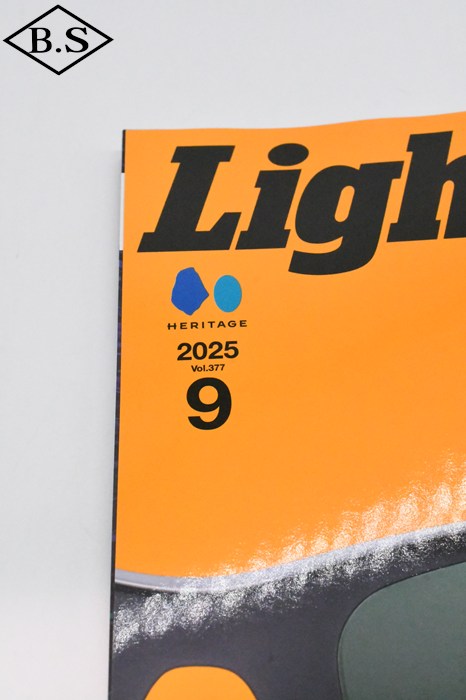 B.S
Ligh
HERITAGE
2025
Vol.377
9